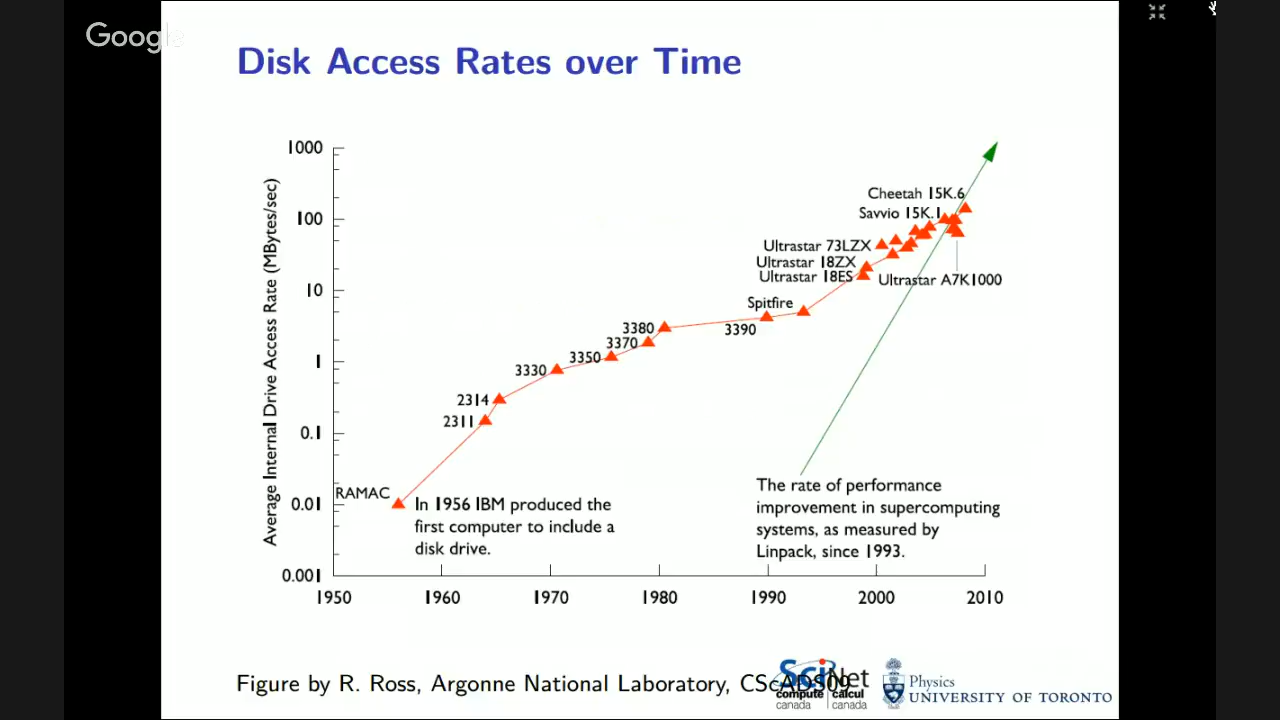 Google
Disk Access Rates over Time
Average Internal Drive Access Rate (MBytes/sec)
1000
100
10
1
0.1
0.01
0.001
1950
1960
1970
1980
1990
2000
2010
RAMAC
2311
2314
3330
3350
3370
3380
3390
Spitfire
Ultrastar 18ES
Ultrastar 18ZX
Ultrastar 73LZX
Savvio 15K.1
Cheetah 15K.6
Ultrastar A7K1000
In 1956 IBM produced the
first computer to include a
disk drive.
The rate of performance
improvement in supercomputing
systems, as measured by
Linpack, since 1993.
Figure by R. Ross, Argonne National Laboratory, CScADS09
SciNet
compute calcul
canada canada
Physics
UNIVERSITY OF TORONTO